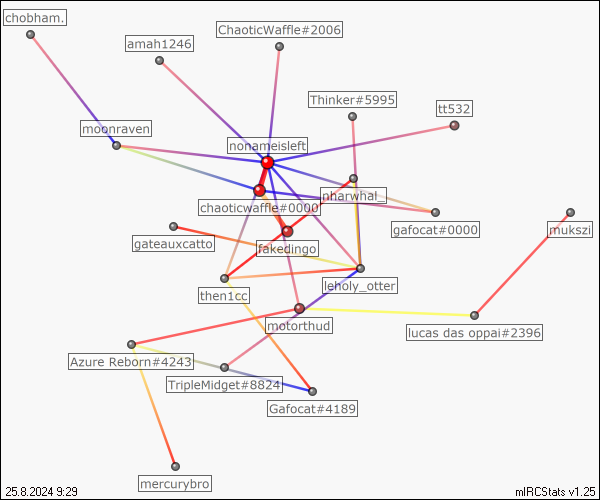 chobham.
ChaoticWaffle#2006
amah1246
Thinker#5995
tt532
moonraven
nonameisleft
nharwhal_
chaoticwaffle#0000
gafocat#0000
mukszi
gateauxcatto
fakedingo
leholy_otter
then1cc
motorthud
lucas das oppai#2396
Azure Reborn#4243
TripleMidget#8824
Gafocat#4189
mercurybro
25.8.2024 9:29
mIRCStats v1.25